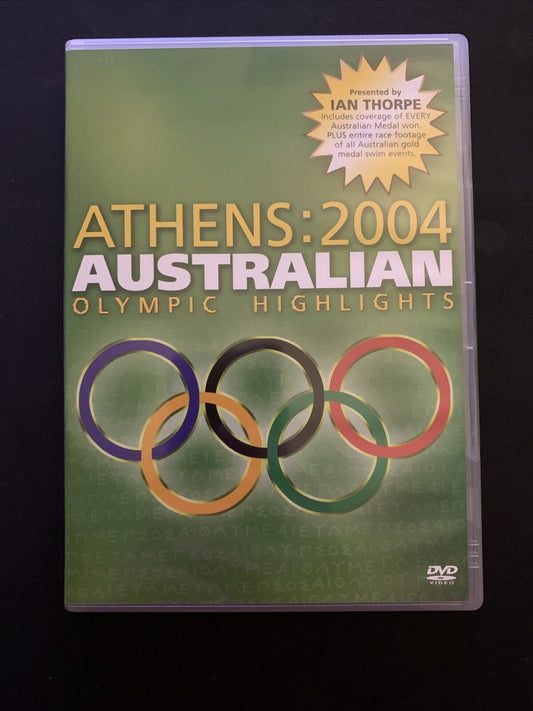 Presented by
IAN THORPE
Includes coverage of EVERY
Australian Medal won,
PLUS entire race footage
of all Australian gold
medal swim events.
ATHENS:2004
AUSTRALIAN
OLYMPIC HIGHLIGHTS
DVD
VIDEO